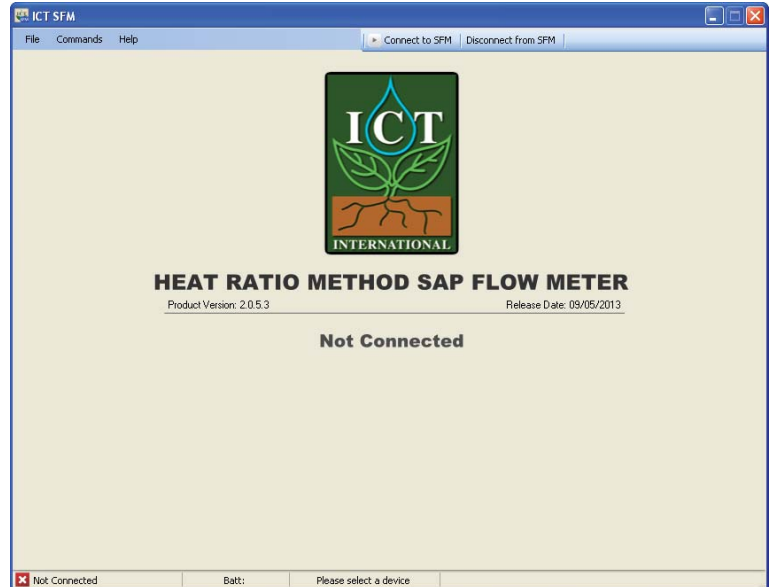 ICT SFM
File Commands Help Connect to SFM Disconnect from SFM
ICT
INTERNATIONAL
HEAT RATIO METHOD SAP FLOW METER
Product Version: 2.0.5.3 Release Date: 09/05/2013
Not Connected
Not Connected Batt: Please select a device